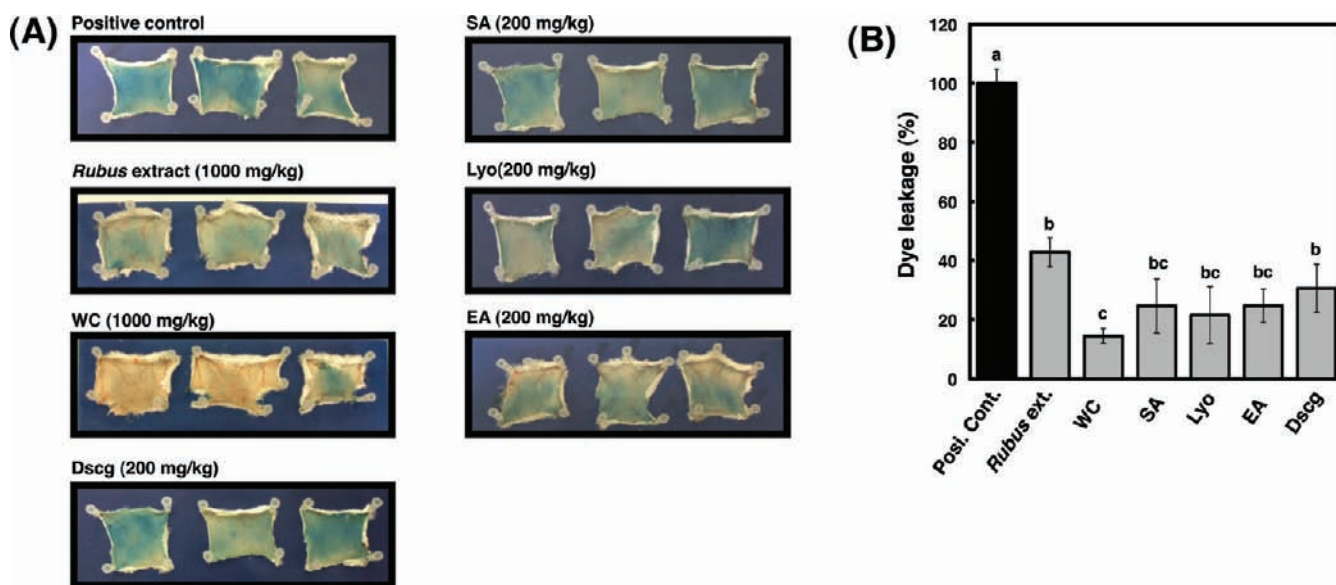 (A)
Positive control
Rubus extract (1000 mg/kg)
WC (1000 mg/kg)
Dscg (200 mg/kg)
SA (200 mg/kg)
Lyo(200 mg/kg)
EA (200 mg/kg)
(B)
Dye leakage (%)
120
100
80
60
40
20
0
a
b
c
bc
bc
bc
b
Posi. Cont.
Rubus ext.
WC
SA
Lyo
EA
Dscg